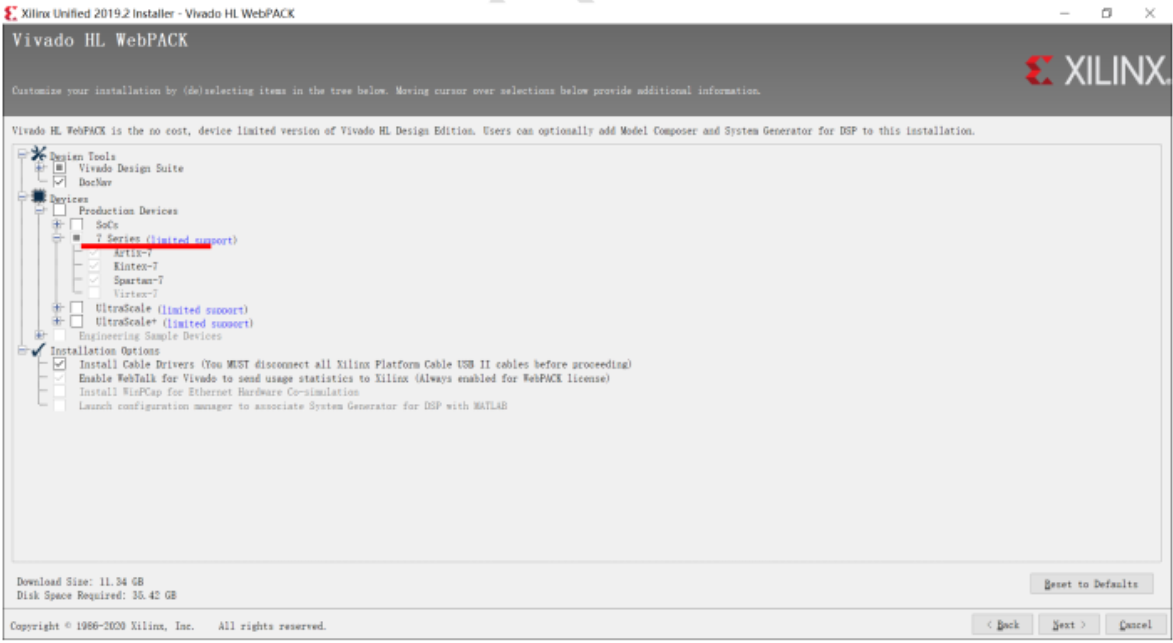 Xilinx Unified 2019.2 Installer - Vivado HL WebPACK
Vivado HL WebPACK
XILINX.
Customize your installation by (de)selecting items in the tree below. Moving cursor over selections below provide additional information.
Vivado HL WebPACK is the no cost, device limited version of Vivado HL Design Edition. Users can optionally add Model Composer and System Generator for DSP to this installation.
Design Tools
Vivado Design Suite
DocNav
Devices
Production Devices
SoCs
7 Series (limited support)
Artix-7
Kintex-7
Spartan-7
Virtex-7
UltraScale (limited support)
UltraScale+ (limited support)
Engineering Sample Devices
Installation Options
Install Cable Drivers (You MUST disconnect all Xilinx Platform Cable USB II cables before proceeding)
Enable WebTalk for Vivado to send usage statistics to Xilinx (Always enabled for WebPACK license)
Install WinPCap for Ethernet Hardware Co-simulation
Launch configuration manager to associate System Generator for DSP with MATLAB
Download Size: 11.34 GB
Disk Space Required: 35.42 GB
Reset to Defaults
Copyright © 1986-2020 Xilinx, Inc. All rights reserved.
< Back Next > Cancel